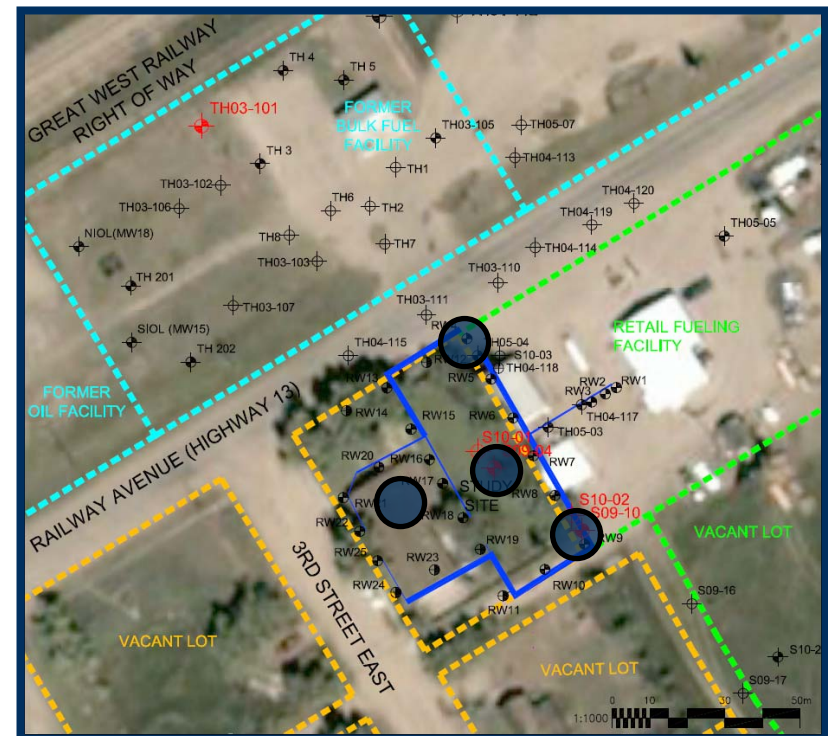 GREAT WEST RAILWAY
RIGHT OF WAY
TH 4
TH 5
TH03-101
FORMER
BULK FUEL
FACILITY
TH03-105
TH05-07
TH04-113
TH 3
TH1
TH03-102
TH03-106
TH6
TH2
TH04-120
TH04-119
TH05-05
NIOL(MW18)
TH8
TH7
TH04-114
TH03-103
TH 201
TH03-110
TH03-107
TH03-111
SIOL (MW15)
TH 202
TH04-115
H05-04
S10-03
TH04-118
RETAIL FUELING
FACILITY
FORMER
OIL FACILITY
RW13
RW5
RW2
RW1
RW3
TH04-117
RW14
RW15
RW6
TH05-03
S10-01
RW20
RW16
RW7
RW17
STUDY
SITE
RW8
S10-02
S09-10
RW22
RW18
RW9
RAILWAY AVENUE (HIGHWAY 13)
VACANT LOT
RW25
RW23
RW19
RW24
RW10
RW11
3RD STREET EAST
S09-16
VACANT LOT
VACANT LOT
S10-2
S09-17
0 10 30 50m
1:1000